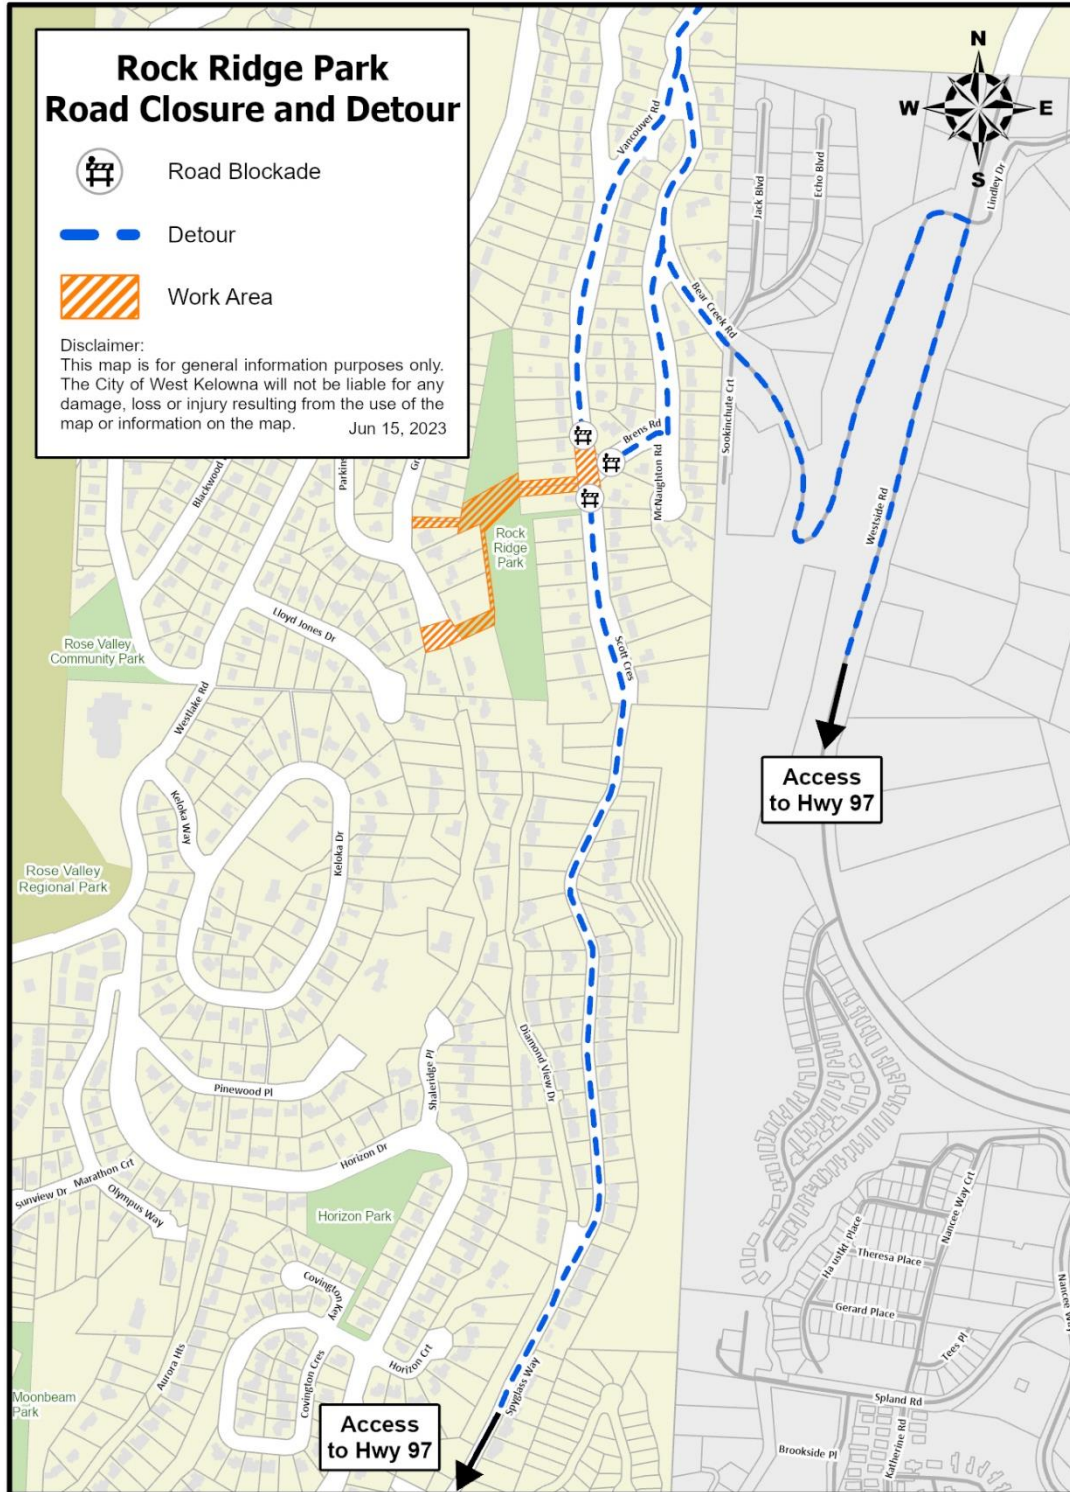 Rock Ridge Park
Road Closure and Detour
Road Blockade
Detour
Work Area
Disclaimer:
This map is for general information purposes only.
The City of West Kelowna will not be liable for any
damage, loss or injury resulting from the use of the
map or information on the map.
Jun 15, 2023
N
W
E
S
Lindley Dr
Vancouver Rd
Jack Blvd
Echo Blvd
Bear Creek Rd
Sookinchute Crt
Brens Rd
McNaughton Rd
Westside Rd
Blackwood
Parkins
Gr
Rock
Ridge
Park
Lloyd Jones Dr
Rose Valley
Community Park
Scott Cres
Westlake Rd
Access
to Hwy 97
Keloka Way
Keloka Dr
Rose Valley
Regional Park
Diamond View Dr
Shaleridge Pl
Pinewood Pl
Horizon Dr
Marathon Crt
Sunview Dr
Olympus Way
Horizon Park
Nancee Way Crt
Theresa Place
Gerard Place
Nancee Way
Tees Pl
Covington Key
Horizon Crt
Covington Cres
Aurora Hts
Moonbeam
Park
Spyglass Way
Spland Rd
Access
to Hwy 97
Brookside Pl
Katherine Rd